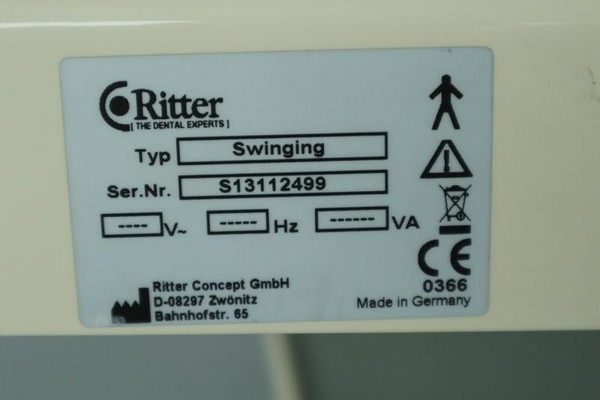 Ritter
[ THE DENTAL EXPERTS ]
Typ Swinging
Ser.Nr. S13112499
---- V~ ----- Hz ------ VA
CE
0366
Ritter Concept GmbH
D-08297 Zwönitz
Bahnhofstr. 65
Made in Germany